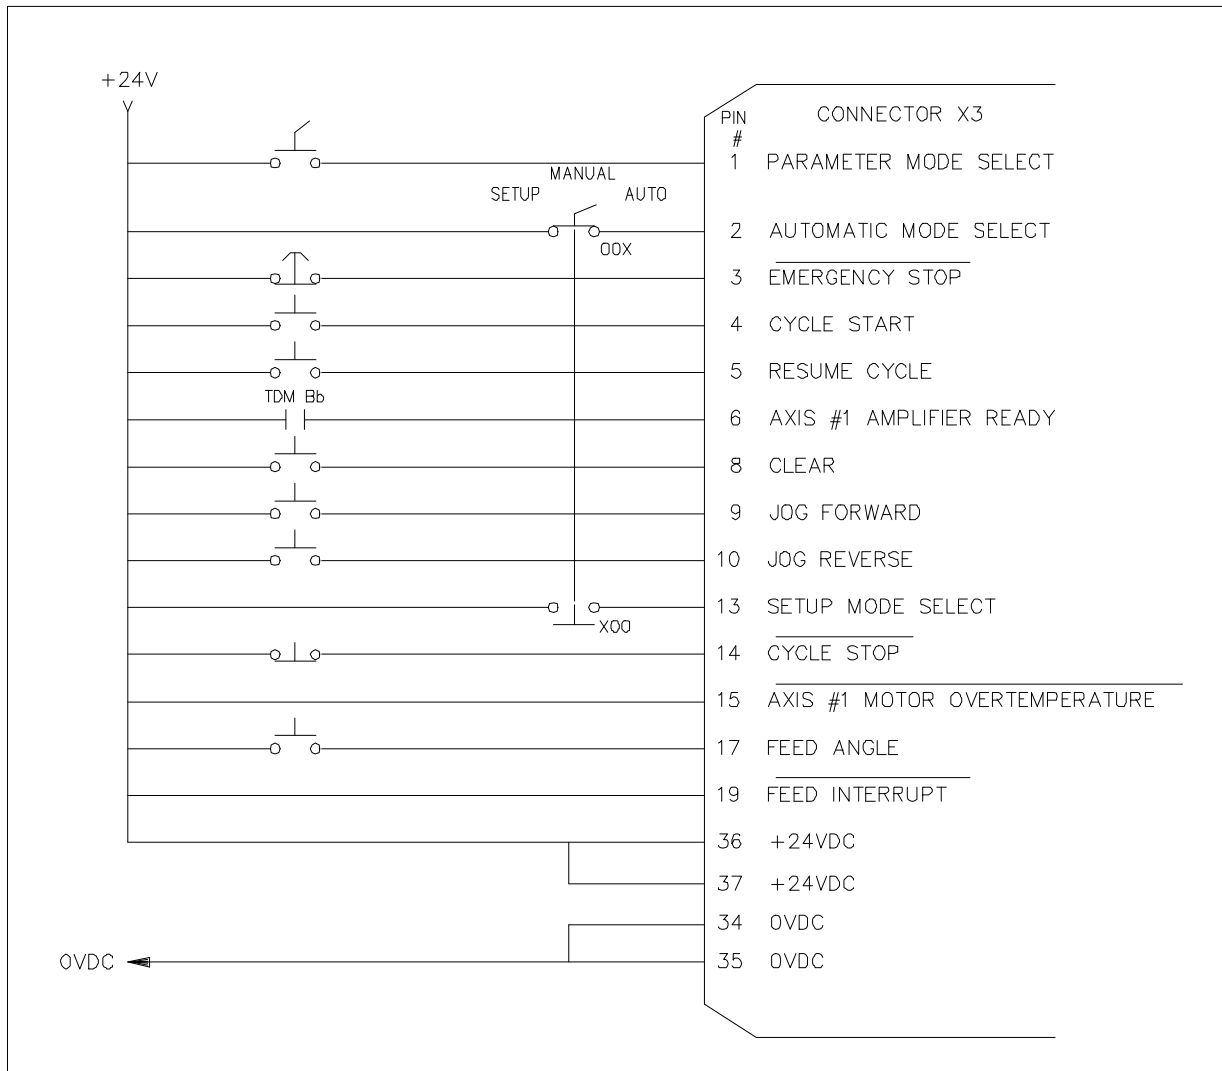 +24V
PIN
#
CONNECTOR X3
1 PARAMETER MODE SELECT
MANUAL
SETUP AUTO
2 AUTOMATIC MODE SELECT
OOX
3 EMERGENCY STOP
4 CYCLE START
5 RESUME CYCLE
TDM Bb
6 AXIS #1 AMPLIFIER READY
8 CLEAR
9 JOG FORWARD
10 JOG REVERSE
13 SETUP MODE SELECT
XOO
14 CYCLE STOP
15 AXIS #1 MOTOR OVERTEMPERATURE
17 FEED ANGLE
19 FEED INTERRUPT
36 +24VDC
37 +24VDC
34 0VDC
0VDC 35 0VDC